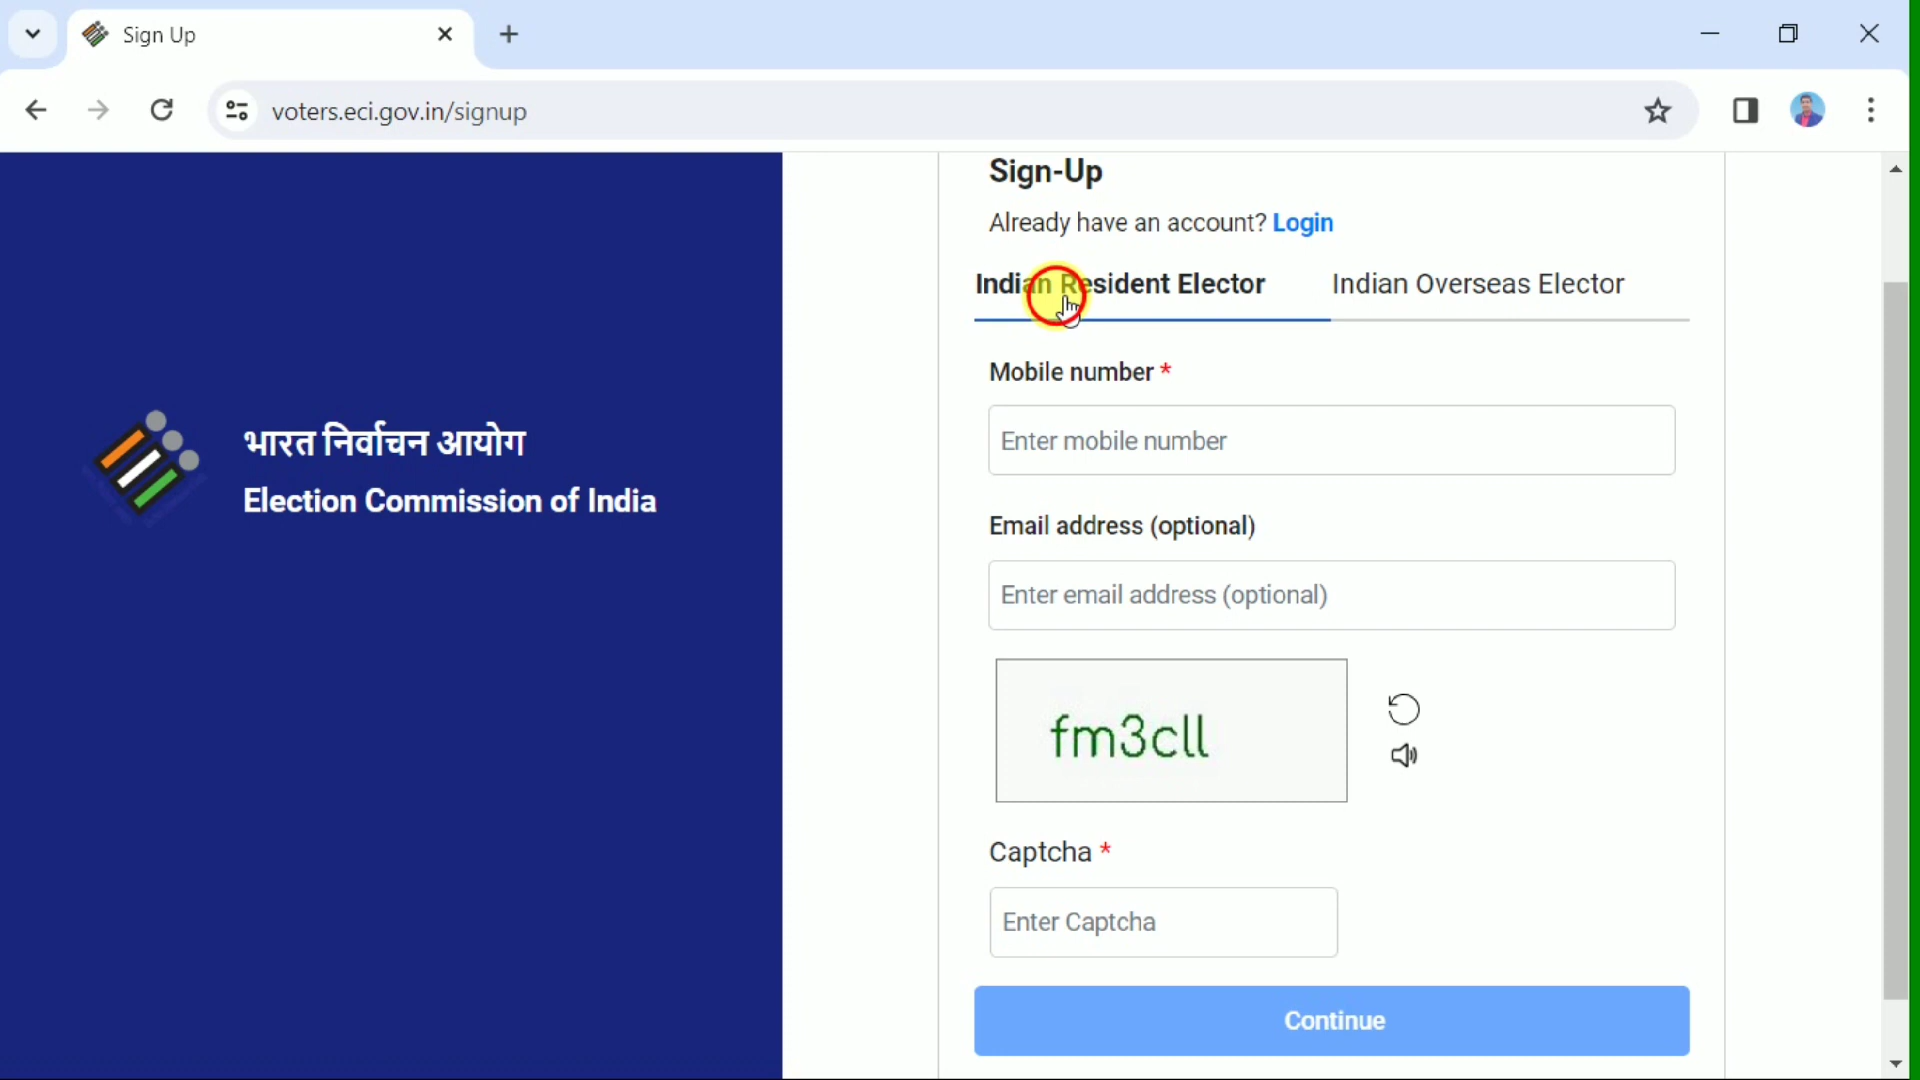 Sign Up
voters.eci.gov.in/signup
भारत निर्वाचन आयोग
Election Commission of India
Sign-Up
Already have an account? Login
Indian Resident Elector
Indian Overseas Elector
Mobile number *
Enter mobile number
Email address (optional)
Enter email address (optional)
fm3cll
Captcha *
Enter Captcha
Continue